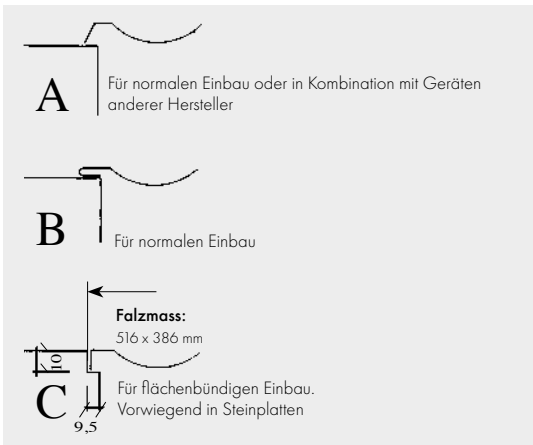 A
Für normalen Einbau oder in Kombination mit Geräten
anderer Hersteller
B
Für normalen Einbau
Falzmass:
516 x 386 mm
10
C
Für flächenbündigen Einbau.
Vorwiegend in Steinplatten
9,5